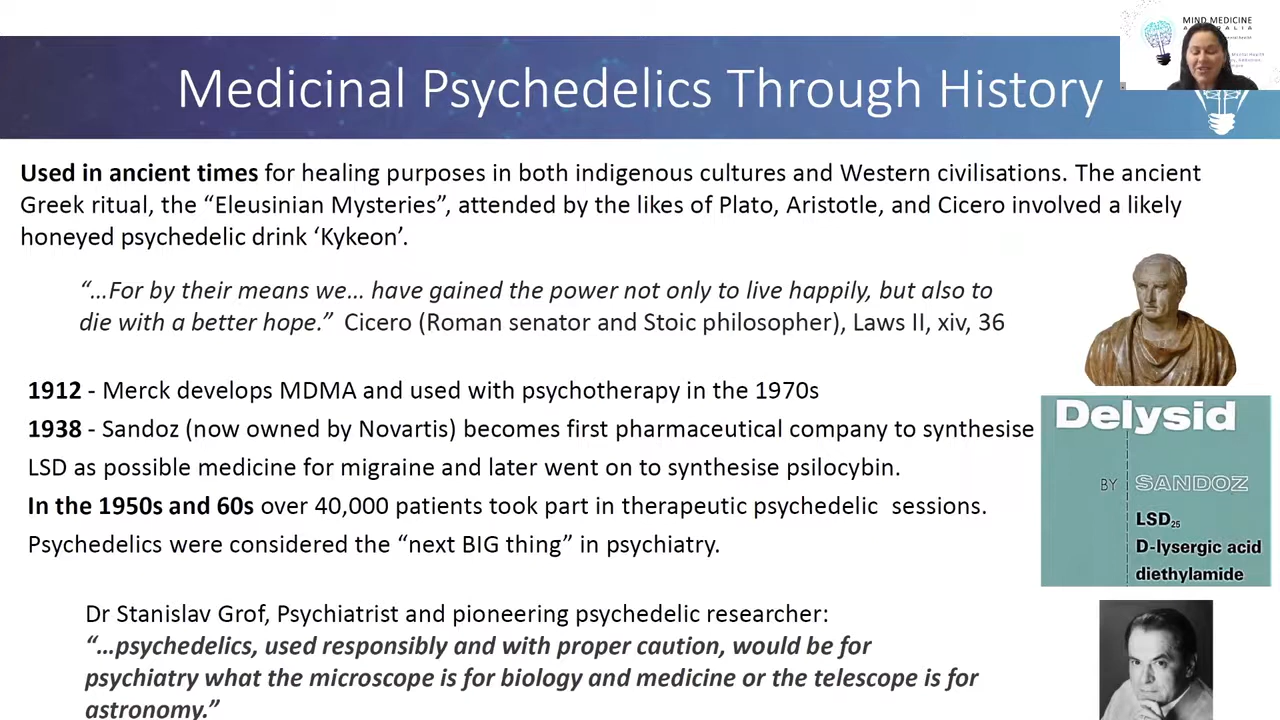 MIND MEDICINE
AUSTRALIA
Medicinal Psychedelics Through History
Used in ancient times for healing purposes in both indigenous cultures and Western civilisations. The ancient
Greek ritual, the “Eleusinian Mysteries”, attended by the likes of Plato, Aristotle, and Cicero involved a likely
honeyed psychedelic drink ‘Kykeon’.
“…For by their means we… have gained the power not only to live happily, but also to
die with a better hope.” Cicero (Roman senator and Stoic philosopher), Laws II, xiv, 36
1912 - Merck develops MDMA and used with psychotherapy in the 1970s
1938 - Sandoz (now owned by Novartis) becomes first pharmaceutical company to synthesise
LSD as possible medicine for migraine and later went on to synthesise psilocybin.
In the 1950s and 60s over 40,000 patients took part in therapeutic psychedelic sessions.
Psychedelics were considered the “next BIG thing” in psychiatry.
Delysid
BY SANDOZ
LSD25
D-lysergic acid
diethylamide
Dr Stanislav Grof, Psychiatrist and pioneering psychedelic researcher:
“…psychedelics, used responsibly and with proper caution, would be for
psychiatry what the microscope is for biology and medicine or the telescope is for
astronomy.”